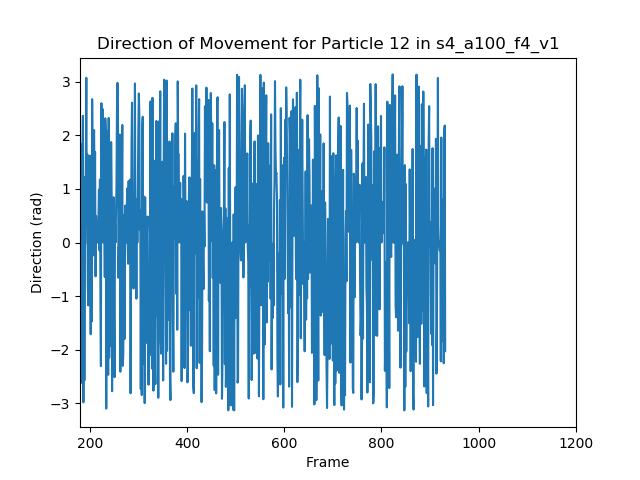 Direction of Movement for Particle 12 in s4_a100_f4_v1
3
2
1
0
−1
−2
−3
Direction (rad)
200 400 600 800 1000 1200
Frame